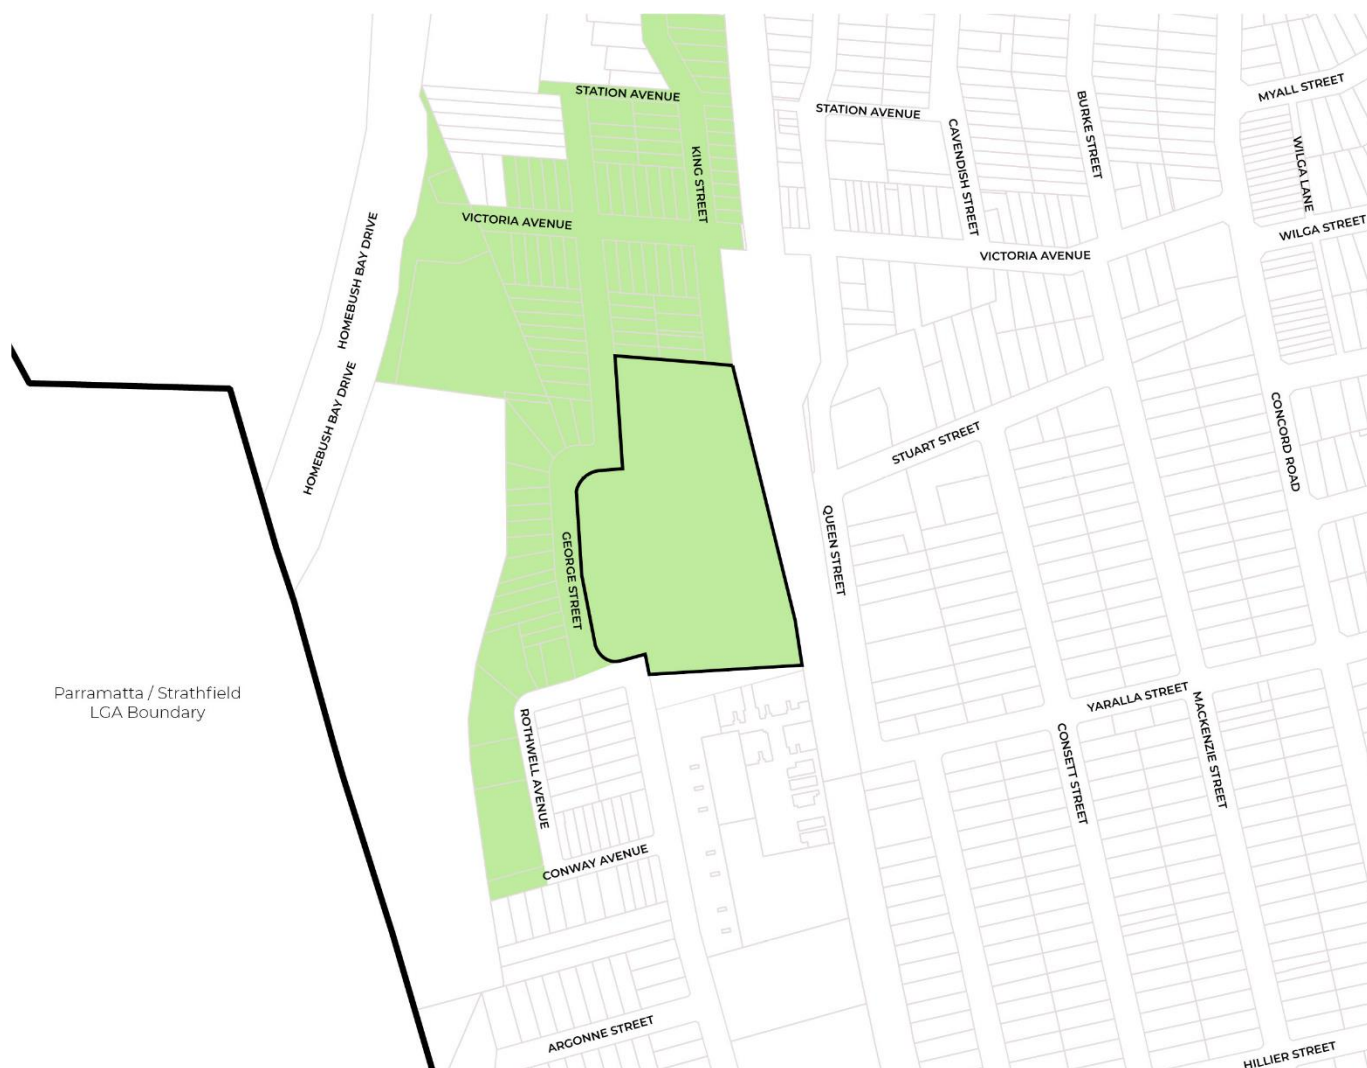 STATION AVENUE
STATION AVENUE
MYALL STREET
BURKE STREET
CAVENDISH STREET
WILGA LANE
KING STREET
VICTORIA AVENUE
WILGA STREET
VICTORIA AVENUE
HOMEBUSH BAY DRIVE
HOMEBUSH BAY DRIVE
CONCORD ROAD
STUART STREET
QUEEN STREET
GEORGE STREET
Parramatta / Strathfield
LGA Boundary
YARALLA STREET
MACKENZIE STREET
ROTHWELL AVENUE
CONSETT STREET
CONWAY AVENUE
ARGONNE STREET
HILLIER STREET